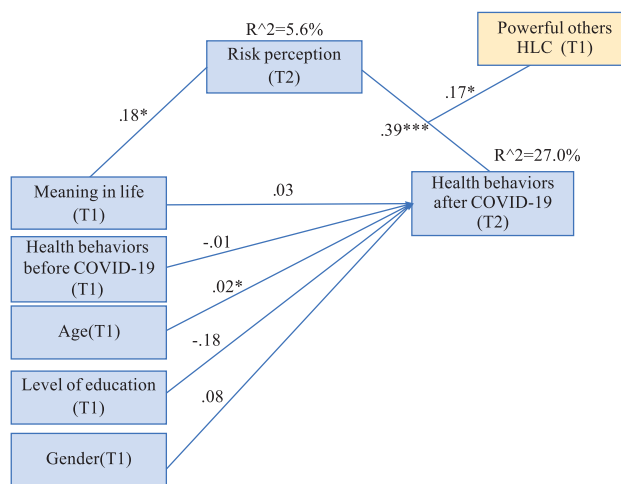 R^2=5.6%
Risk perception
(T2)
Powerful others
HLC (T1)
.18*
.17*
.39***
R^2=27.0%
Meaning in life
(T1)
.03
Health behaviors
after COVID-19
(T2)
Health behaviors
before COVID-19
(T1)
-.01
Age(T1)
.02*
Level of education
(T1)
-.18
Gender(T1)
.08